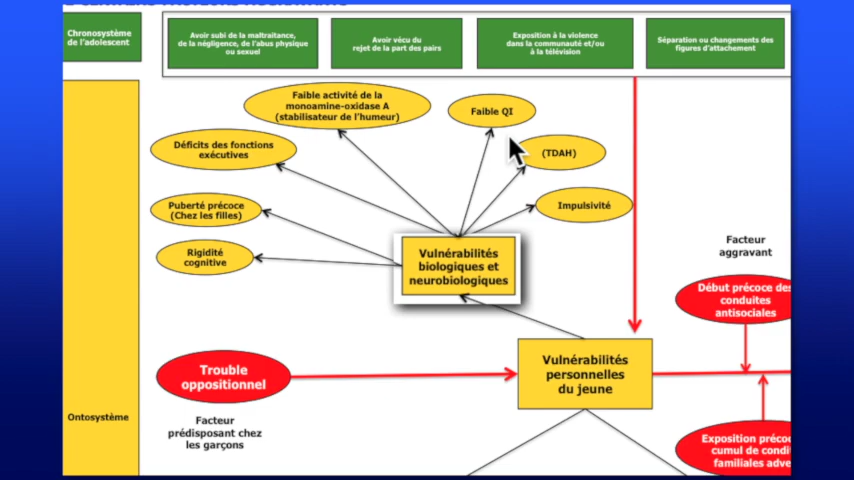 Chronosystème
de l'adolescent
Avoir subi de la maltraitance,
de la négligence, de l'abus physique
ou sexuel
Avoir vécu du
rejet de la part des pairs
Exposition à la violence
dans la communauté et/ou
à la télévision
Séparation ou changements des
figures d'attachement
Faible activité de la
monoamine-oxidase A
(stabilisateur de l'humeur)
Faible QI
Déficits des fonctions
exécutives
(TDAH)
Puberté précoce
(Chez les filles)
Impulsivité
Rigidité
cognitive
Vulnérabilités
biologiques et
neurobiologiques
Facteur
aggravant
Début précoce des
conduites
antisociales
Vulnérabilités
personnelles
du jeune
Trouble
oppositionnel
Ontosystème
Facteur
prédisposant chez
les garçons
Exposition préco
cumul de condi
familiales adve